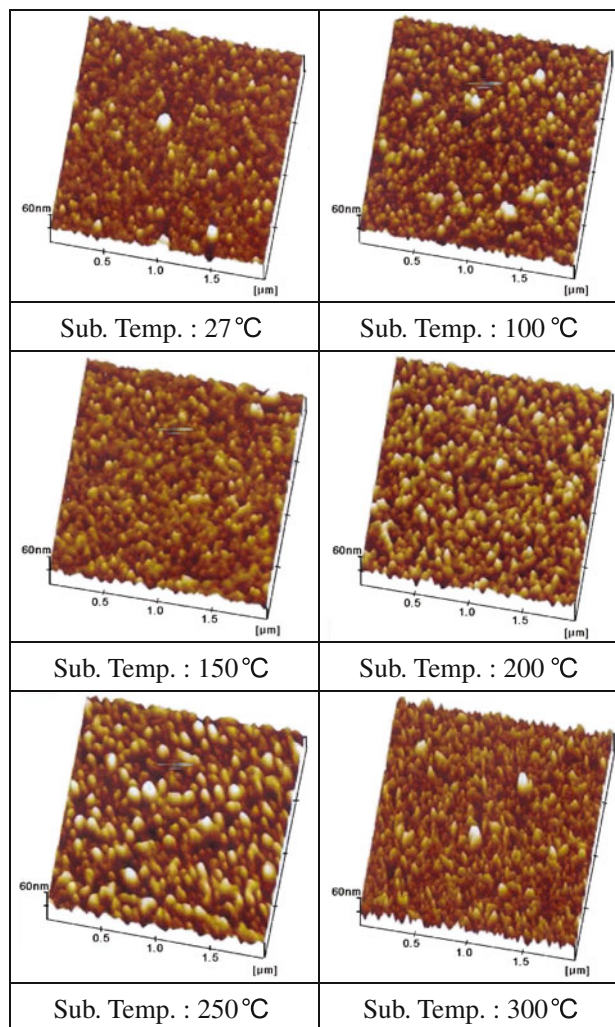 60nm
0.5
1.0
1.5
[μm]
60nm
0.5
1.0
1.5
[μm]
Sub. Temp. : 27℃
Sub. Temp. : 100℃
60nm
0.5
1.0
1.5
[μm]
60nm
0.5
1.0
1.5
[μm]
Sub. Temp. : 150℃
Sub. Temp. : 200℃
60nm
0.5
1.0
1.5
[μm]
60nm
0.5
1.0
1.5
[μm]
Sub. Temp. : 250℃
Sub. Temp. : 300℃